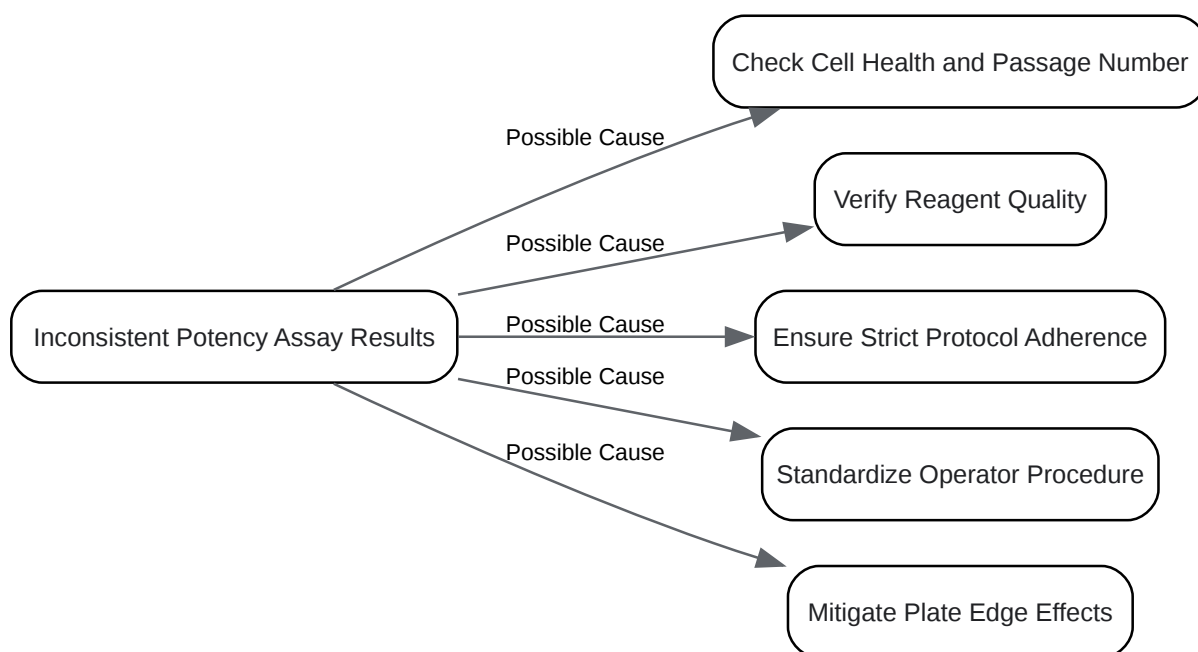 Check Cell Health and Passage Number
Possible Cause
Verify Reagent Quality
Possible Cause
Inconsistent Potency Assay Results
Possible Cause
Ensure Strict Protocol Adherence
Possible Cause
Standardize Operator Procedure
Possible Cause
Mitigate Plate Edge Effects